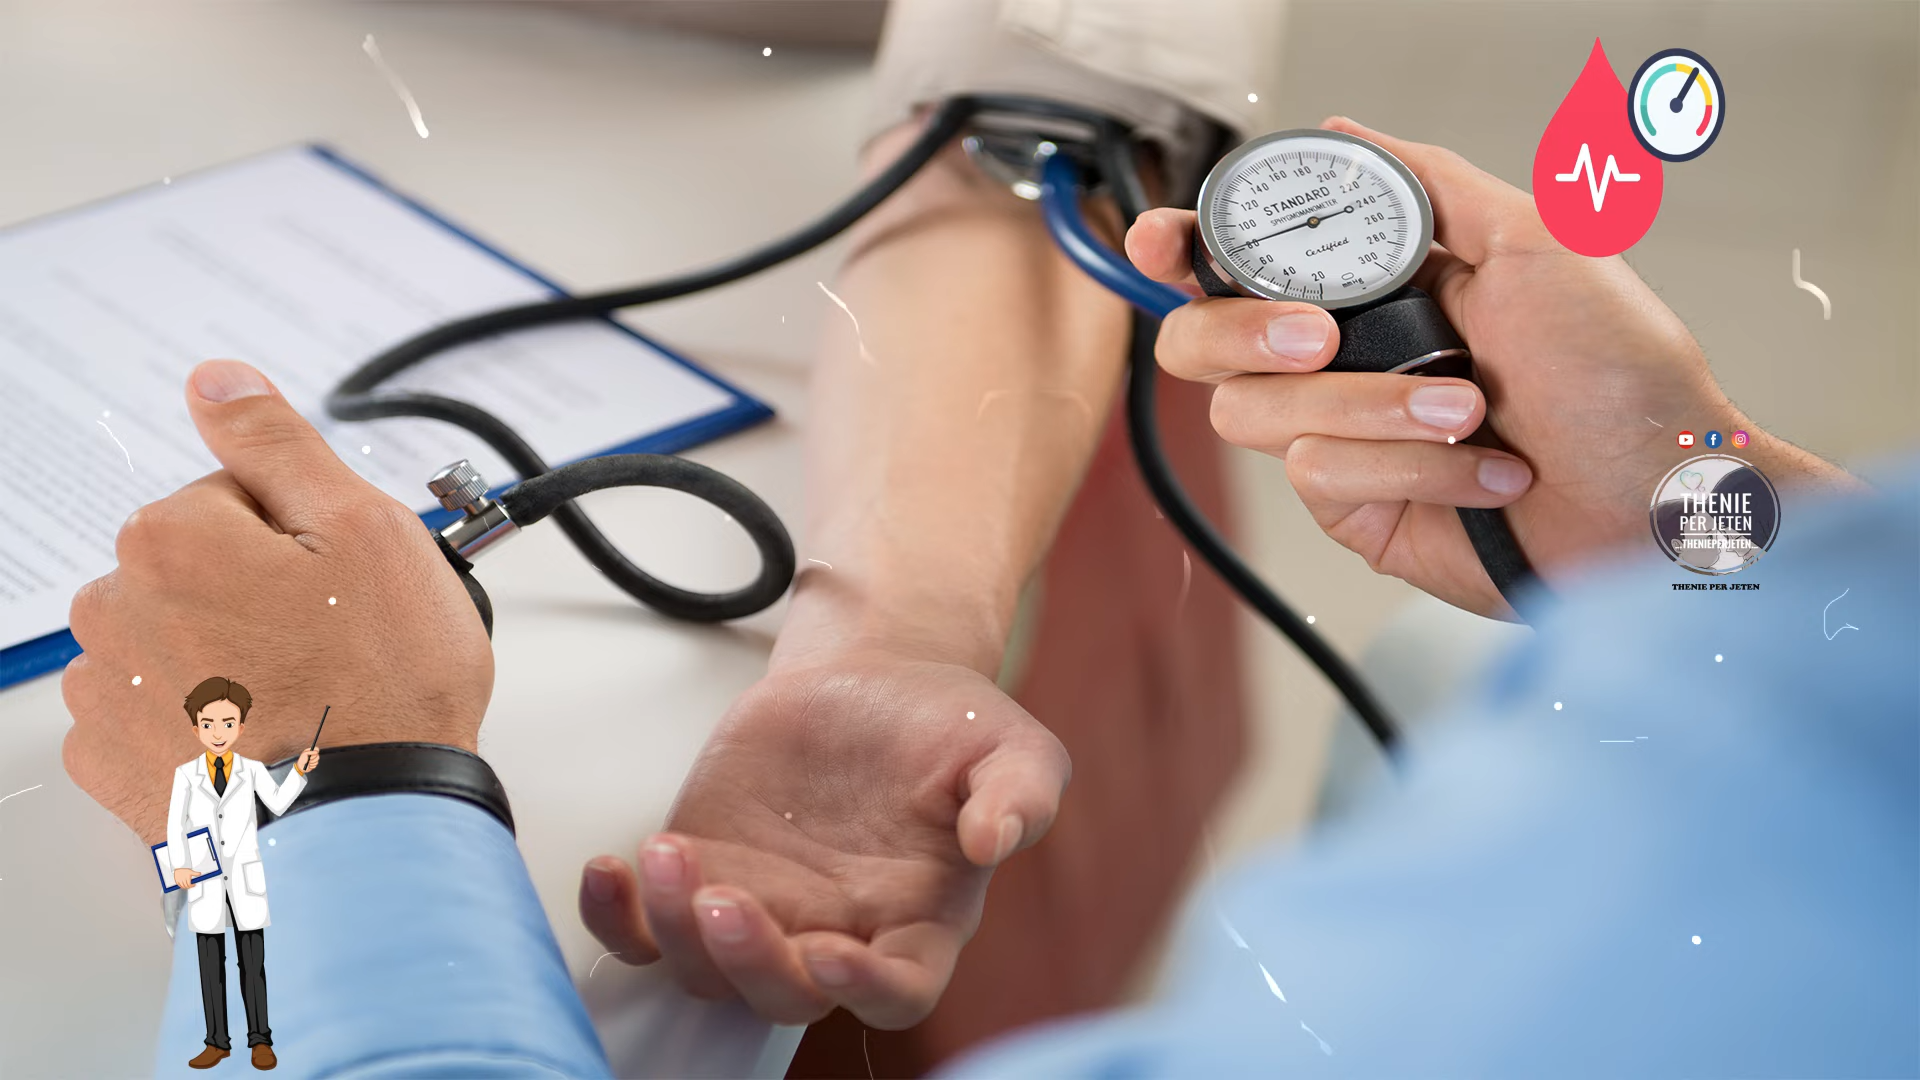 160 180
140 200
120 220
STANDARD
SPHYGMOMANOMETER
100 240
80 260
Certified
60 280
40 300
20
mmHg
THENIE
PER JETEN
...THENIEPERJETEN...
THENIE PER JETEN